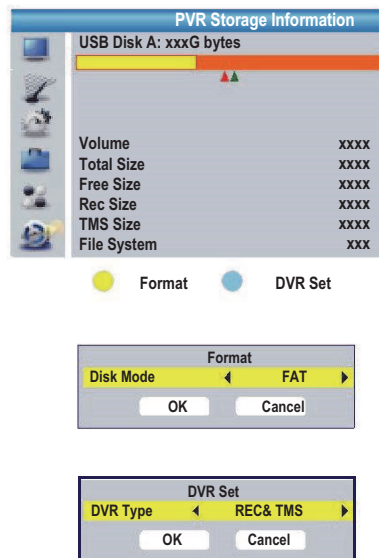 PVR Storage Information
USB Disk A: xxxG bytes
Volume xxxx
Total Size xxxx
Free Size xxxx
Rec Size xxxx
TMS Size xxxx
File System xxx
Format DVR Set
Format
Disk Mode FAT
OK Cancel
DVR Set
DVR Type REC& TMS
OK Cancel